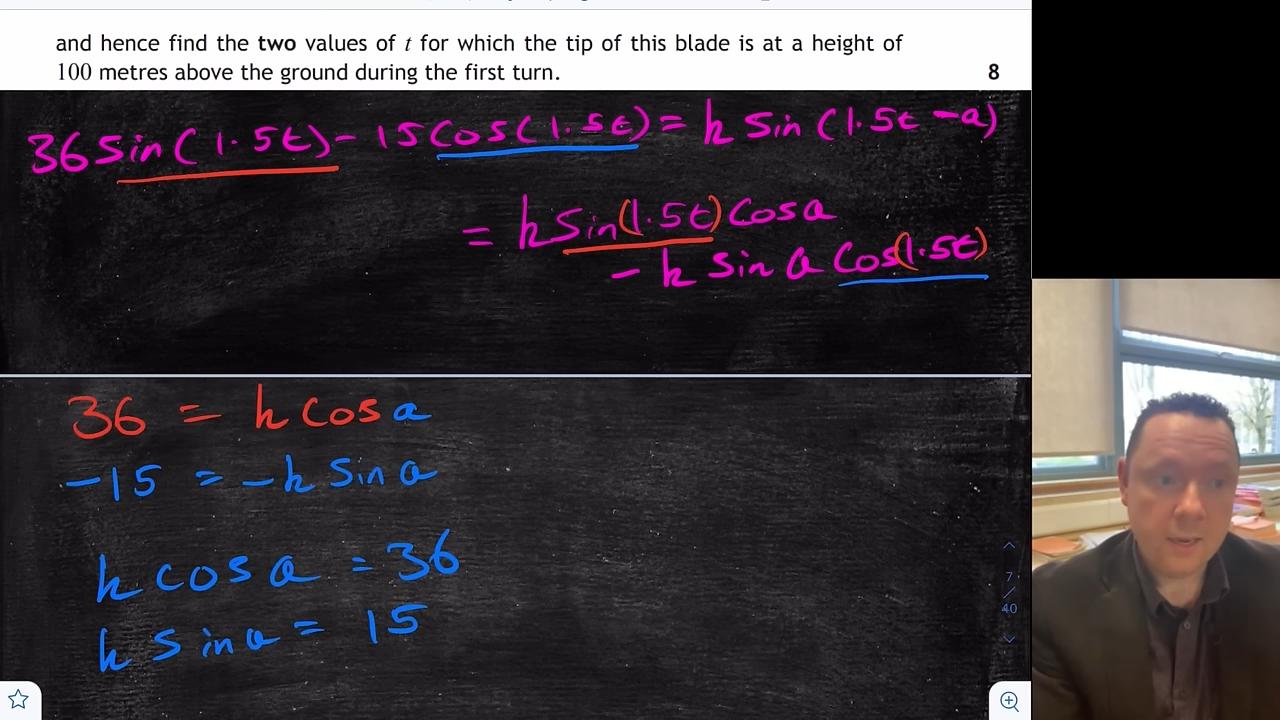 and hence find the two values of t for which the tip of this blade is at a height of
100 metres above the ground during the first turn.
8
36 sin(1.5t) - 15 cos(1.5t) = k sin(1.5t - a)
= k sin(1.5t) cos a
- k sin a cos(1.5t)
36 = k cos a
-15 = -k sin a
k cos a = 36
k sin a = 15
7
/
40